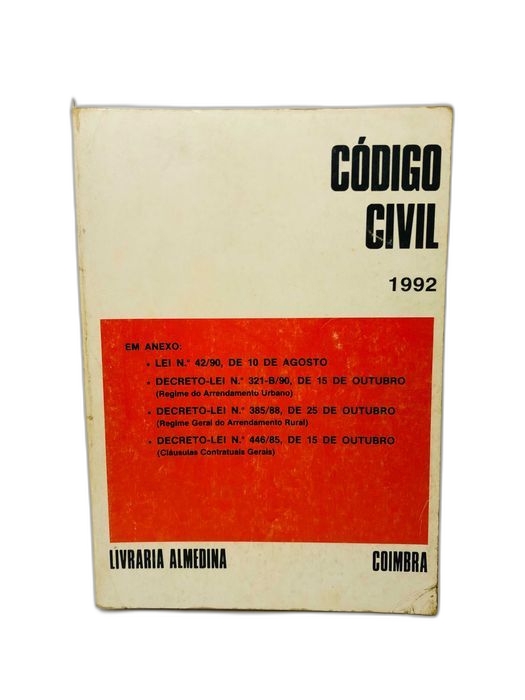 CÓDIGO
CIVIL
1992
EM ANEXO:
• LEI N.° 42/90, DE 10 DE AGOSTO
• DECRETO-LEI N.° 321-B/90, DE 15 DE OUTUBRO
(Regime do Arrendamento Urbano)
• DECRETO-LEI N.° 385/88, DE 25 DE OUTUBRO
(Regime Geral do Arrendamento Rural)
• DECRETO-LEI N.° 446/85, DE 15 DE OUTUBRO
(Cláusulas Contratuais Gerais)
LIVRARIA ALMEDINA COIMBRA